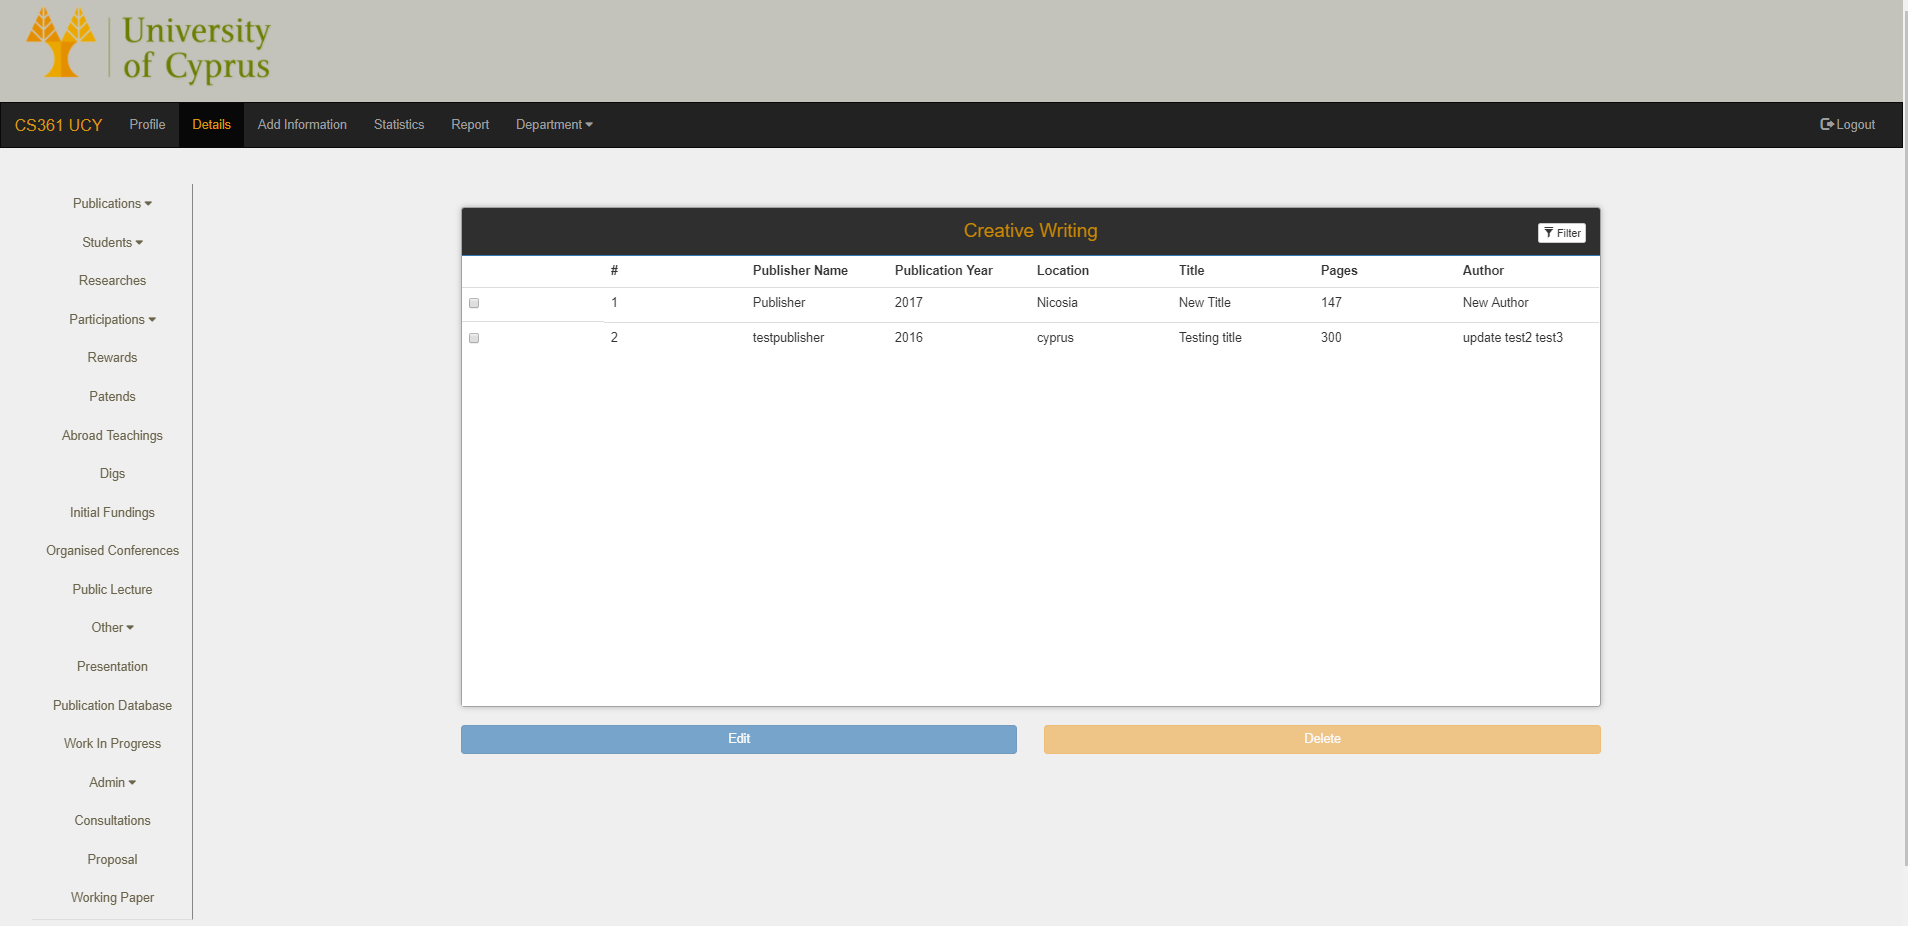 University
of Cyprus
CS361 UCY Profile Details Add Information Statistics Report Department Logout
Publications
Students
Researches
Participations
Rewards
Patends
Abroad Teachings
Digs
Initial Fundings
Organised Conferences
Public Lecture
Other
Presentation
Publication Database
Work In Progress
Admin
Consultations
Proposal
Working Paper
Creative Writing Filter
# Publisher Name Publication Year Location Title Pages Author
1 Publisher 2017 Nicosia New Title 147 New Author
2 testpublisher 2016 cyprus Testing title 300 update test2 test3
Edit Delete